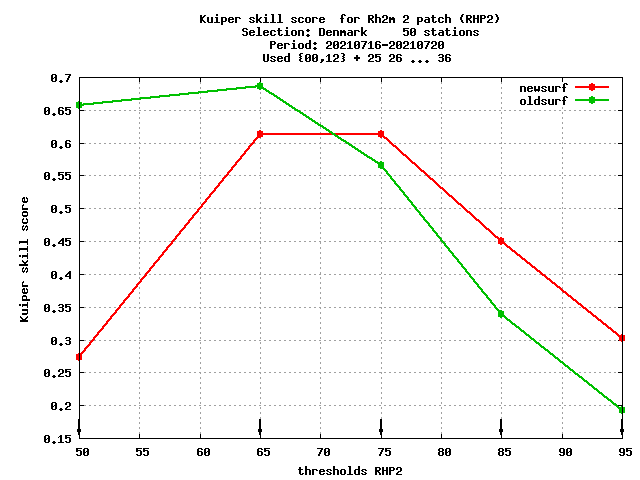 Kuiper skill score  for Rh2m 2 patch (RHP2)
Selection: Denmark     50 stations
Period: 20210716-20210720
Used {00,12} + 25 26 ... 36
newsurf
oldsurf
0.7
0.65
0.6
0.55
0.5
0.45
0.4
0.35
0.3
0.25
0.2
0.15
Kuiper skill score
50 55 60 65 70 75 80 85 90 95
thresholds RHP2